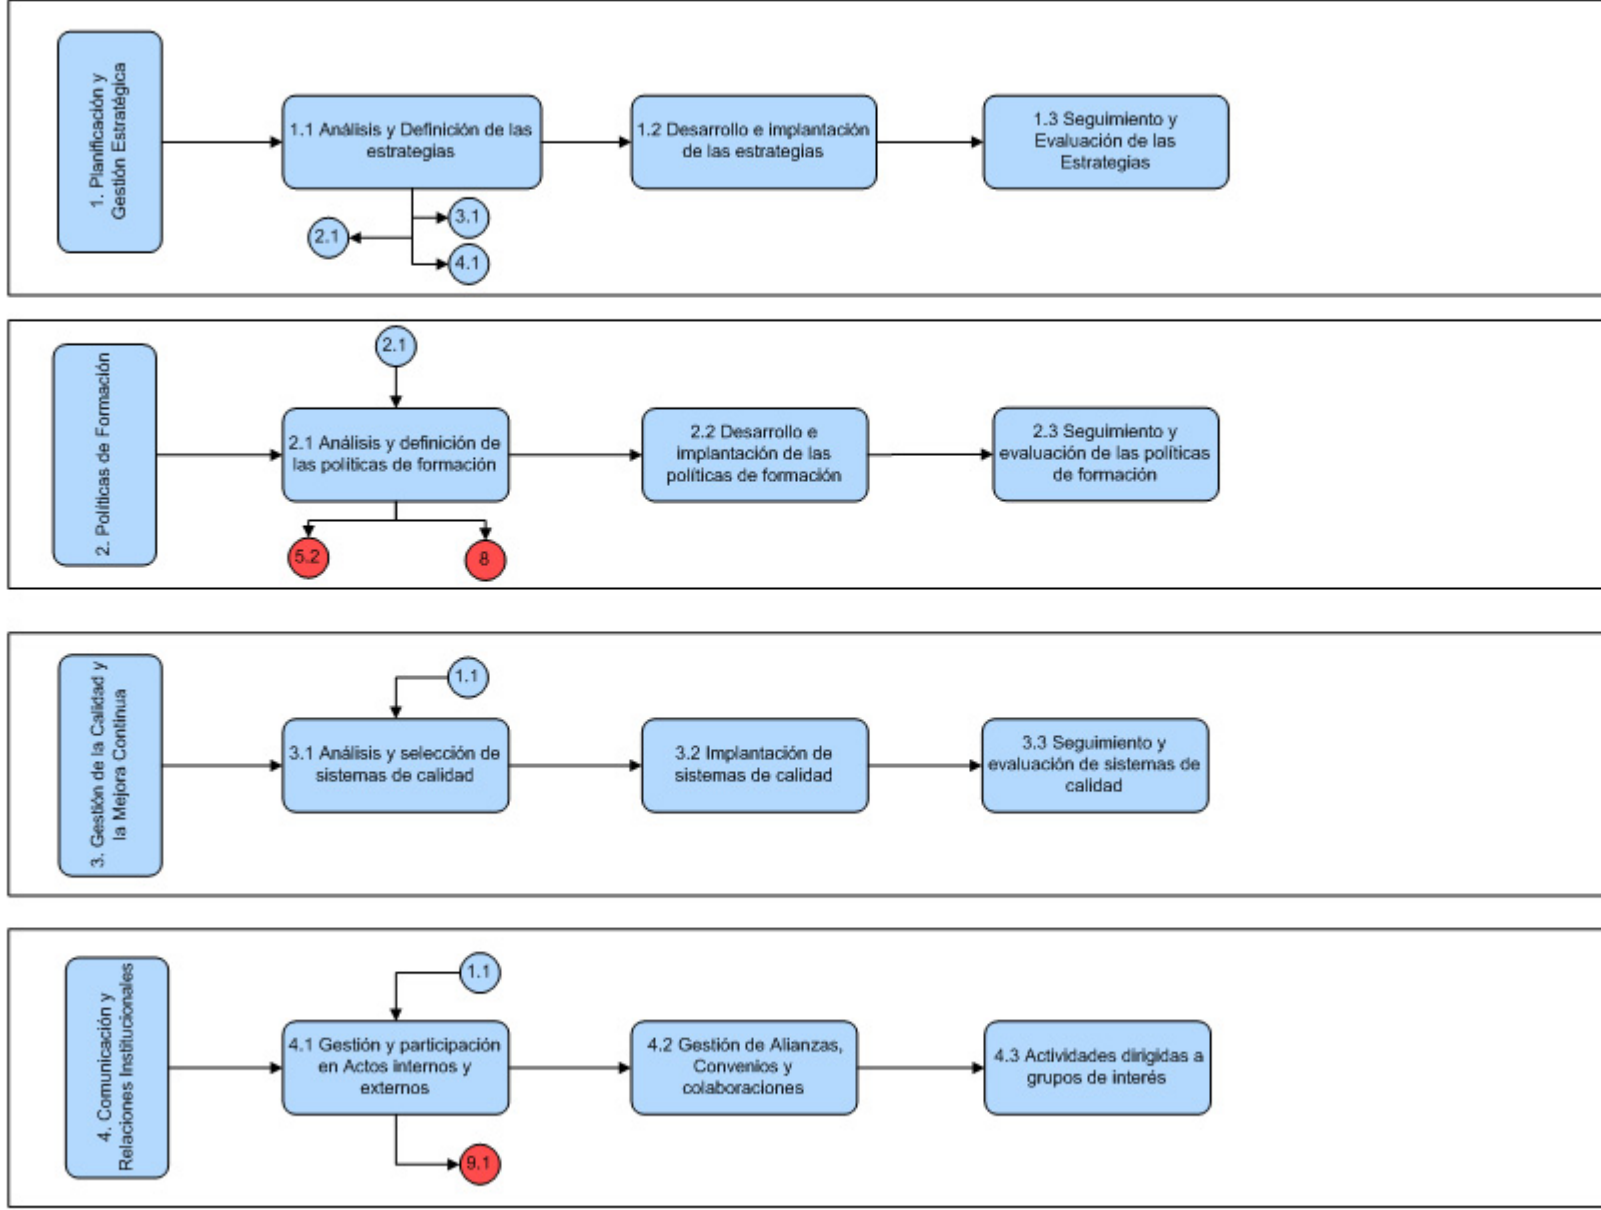 1. Planificación y
Gestión Estratégica
1.1 Análisis y Definición de las
estrategias
1.2 Desarrollo e implantación
de las estrategias
1.3 Seguimiento y
Evaluación de las
Estrategias
3.1
2.1
4.1
2. Políticas de Formación
2.1
2.1 Análisis y definición de
las políticas de formación
2.2 Desarrollo e
implantación de las
políticas de formación
2.3 Seguimiento y
evaluación de las políticas
de formación
5.2
8
3. Gestión de la Calidad y
la Mejora Continua
1.1
3.1 Análisis y selección de
sistemas de calidad
3.2 Implantación de
sistemas de calidad
3.3 Seguimiento y
evaluación de sistemas de
calidad
4. Comunicación y
Relaciones Institucionales
1.1
4.1 Gestión y participación
en Actos internos y
externos
4.2 Gestión de Alianzas,
Convenios y
colaboraciones
4.3 Actividades dirigidas a
grupos de interés
9.1